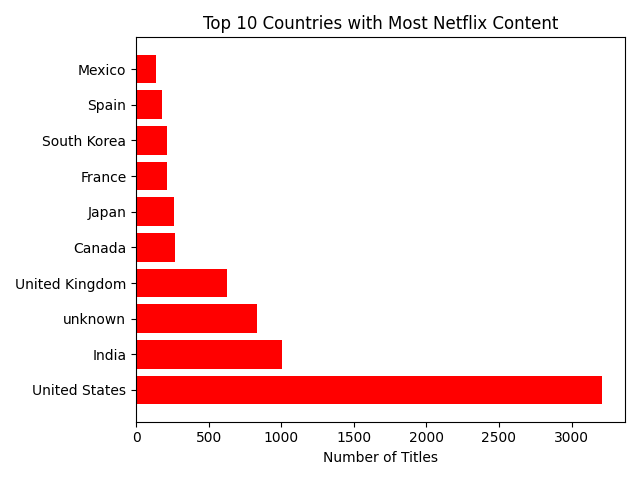 Top 10 Countries with Most Netflix Content
Mexico
Spain
South Korea
France
Japan
Canada
United Kingdom
unknown
India
United States
0 500 1000 1500 2000 2500 3000
Number of Titles